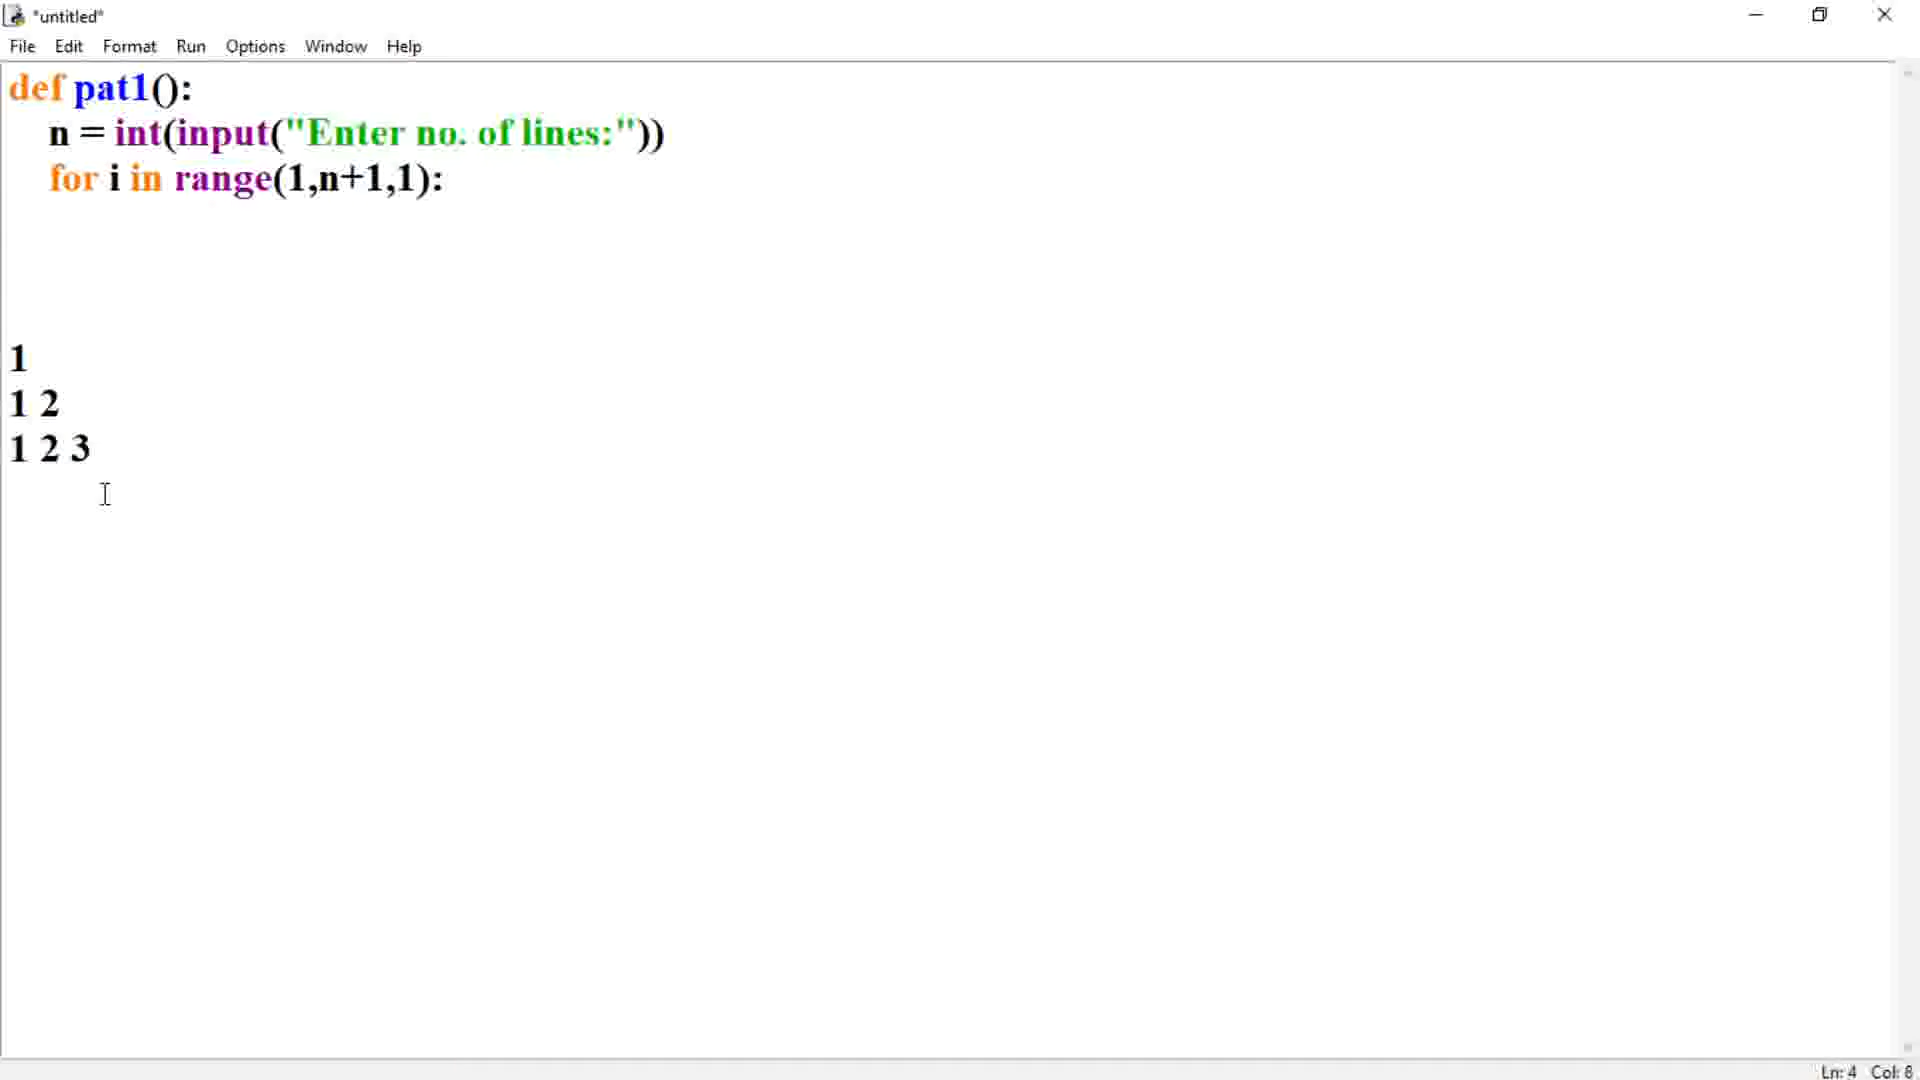 *untitled*
File Edit Format Run Options Window Help
def pat1():
    n = int(input("Enter no. of lines:"))
    for i in range(1,n+1,1):
1
1 2
1 2 3
Ln: 4 Col: 8